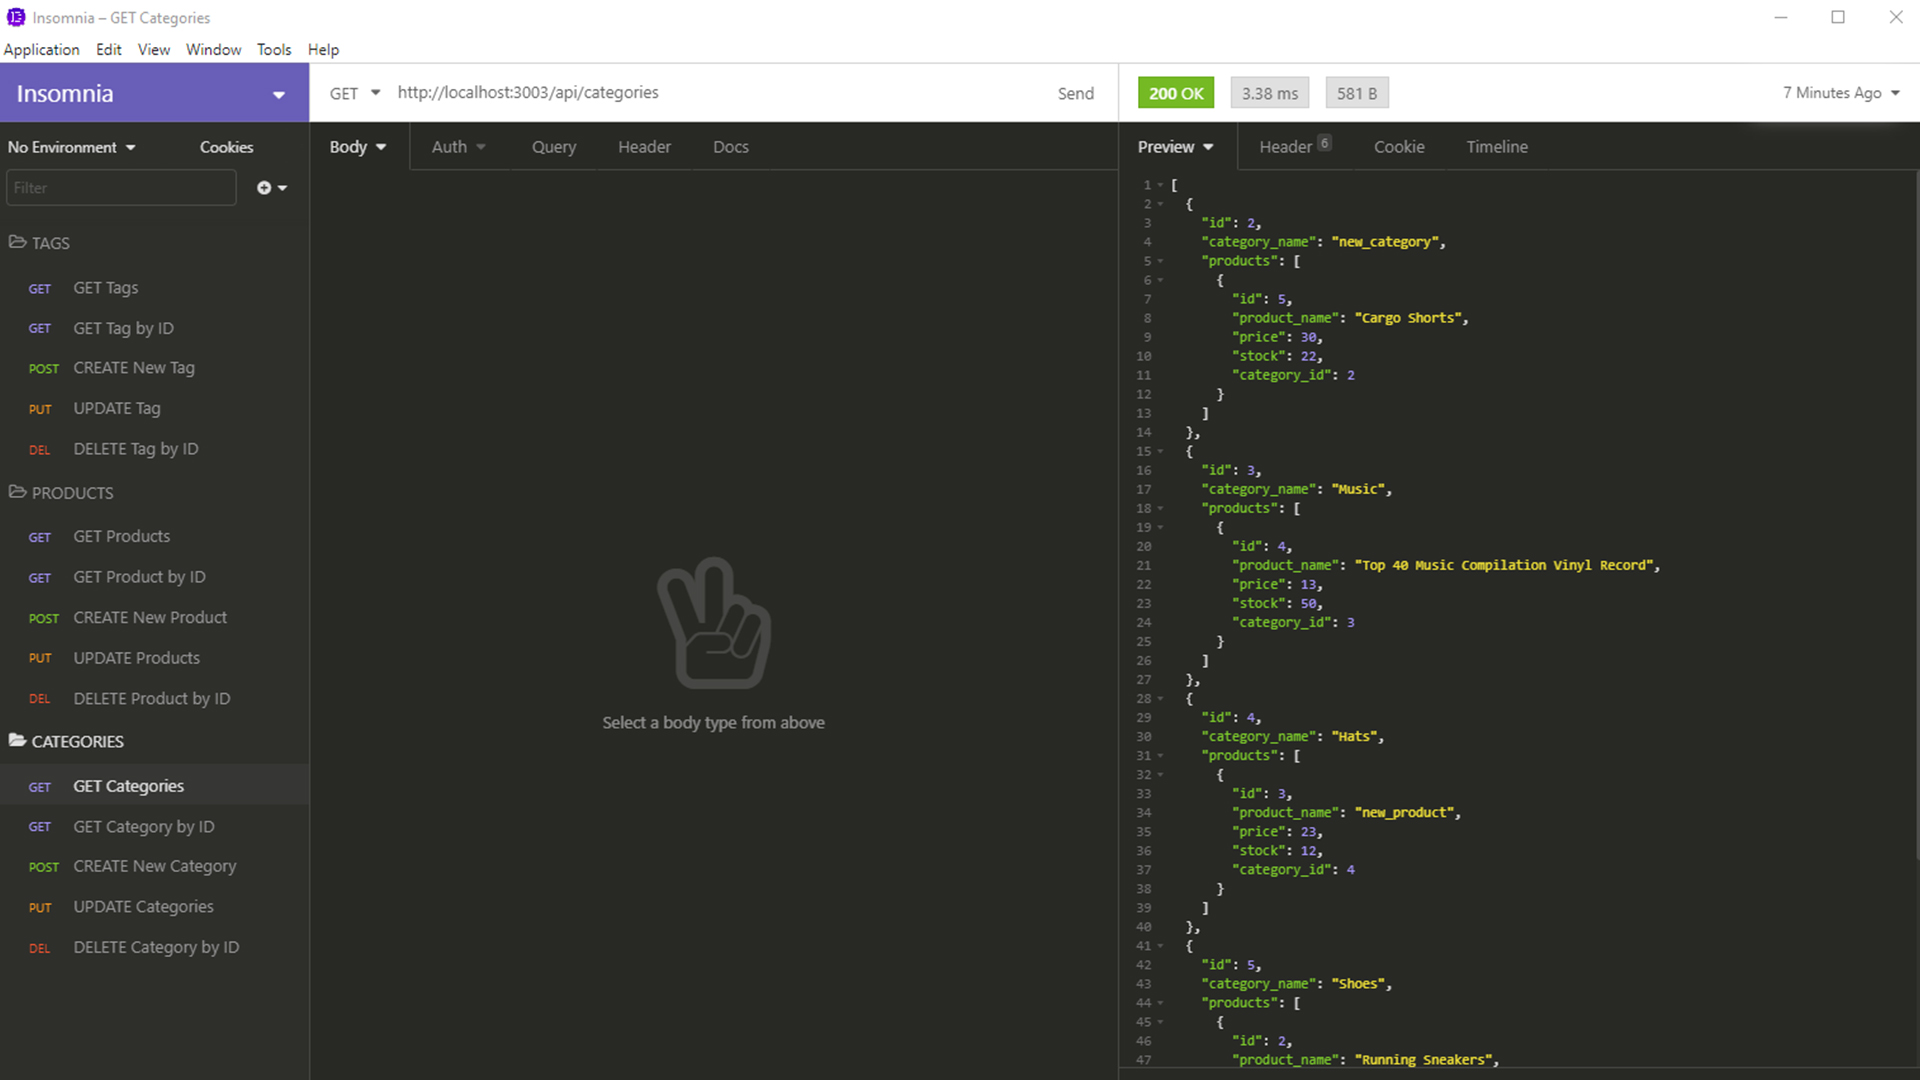 Insomnia – GET Categories
Application Edit View Window Tools Help
Insomnia
GET http://localhost:3003/api/categories Send
200 OK 3.38 ms 581 B 7 Minutes Ago
No Environment Cookies
Body Auth Query Header Docs
Preview Header 6 Cookie Timeline
Filter
TAGS
GET GET Tags
GET GET Tag by ID
POST CREATE New Tag
PUT UPDATE Tag
DEL DELETE Tag by ID
PRODUCTS
GET GET Products
GET GET Product by ID
POST CREATE New Product
PUT UPDATE Products
DEL DELETE Product by ID
CATEGORIES
GET GET Categories
GET GET Category by ID
POST CREATE New Category
PUT UPDATE Categories
DEL DELETE Category by ID
Select a body type from above
1 [
2 {
3 "id": 2,
4 "category_name": "new_category",
5 "products": [
6 {
7 "id": 5,
8 "product_name": "Cargo Shorts",
9 "price": 30,
10 "stock": 22,
11 "category_id": 2
12 }
13 ]
14 },
15 {
16 "id": 3,
17 "category_name": "Music",
18 "products": [
19 {
20 "id": 4,
21 "product_name": "Top 40 Music Compilation Vinyl Record",
22 "price": 13,
23 "stock": 50,
24 "category_id": 3
25 }
26 ]
27 },
28 {
29 "id": 4,
30 "category_name": "Hats",
31 "products": [
32 {
33 "id": 3,
34 "product_name": "new_product",
35 "price": 23,
36 "stock": 12,
37 "category_id": 4
38 }
39 ]
40 },
41 {
42 "id": 5,
43 "category_name": "Shoes",
44 "products": [
45 {
46 "id": 2,
47 "product_name": "Running Sneakers",